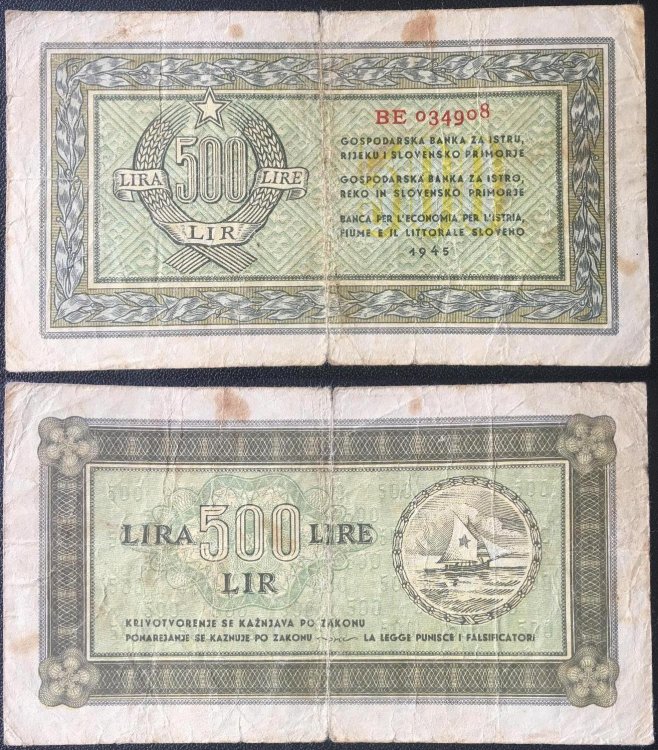 BE 034908
LIRA 500 LIRE
LIR
500
GOSPODARSKA BANKA ZA ISTRU,
RIJEKU I SLOVENSKO PRIMORJE
GOSPODARSKA BANKA ZA ISTRO,
REKO IN SLOVENSKO PRIMORJE
BANCA PER L'ECONOMIA PER L'ISTRIA,
FIUME E IL LITTORALE SLOVENO
1945
LIRA 500 LIRE
LIR
KRIVOTVORENJE SE KAŽNJAVA PO ZAKONU
PONAREJANJE SE KAZNUJE PO ZAKONU LA LEGGE PUNISCE I FALSIFICATORI